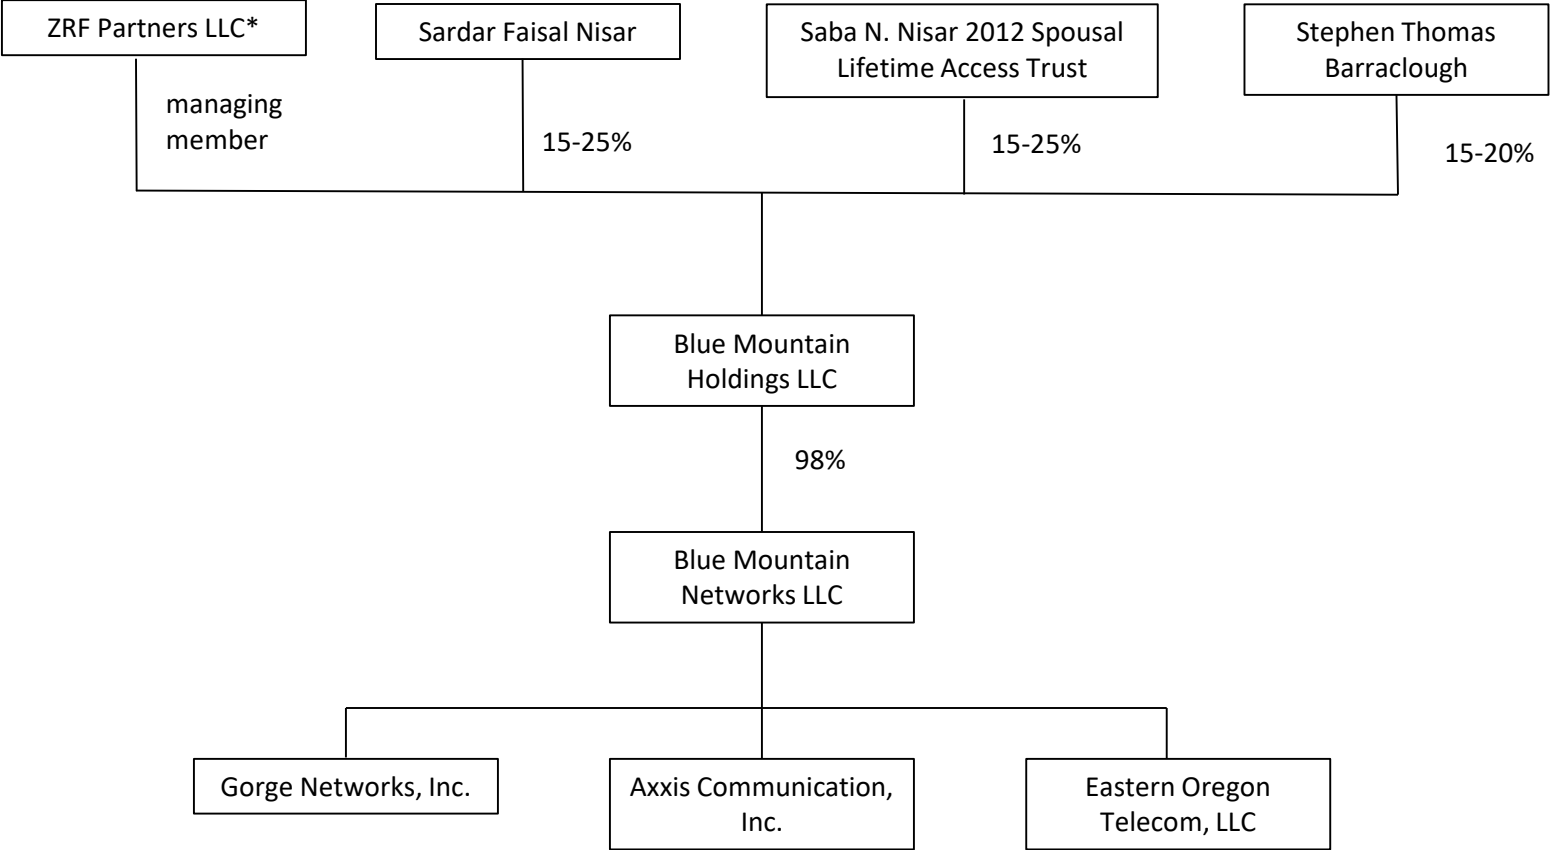 ZRF Partners LLC*
Sardar Faisal Nisar
Saba N. Nisar 2012 Spousal
Lifetime Access Trust
Stephen Thomas
Barraclough
managing
member
15-25%
15-25%
15-20%
Blue Mountain
Holdings LLC
98%
Blue Mountain
Networks LLC
Gorge Networks, Inc.
Axxis Communication,
Inc.
Eastern Oregon
Telecom, LLC